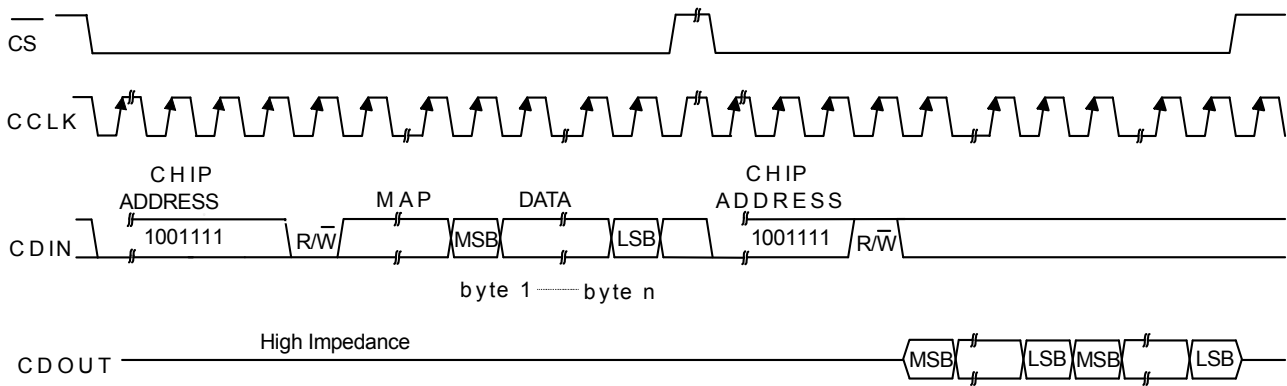 CS
CCLK
CHIP
ADDRESS
MAP
DATA
CHIP
ADDRESS
CDIN
1001111
R/W
MSB
LSB
1001111
R/W
byte 1 ........ byte n
High Impedance
CDOUT
MSB
LSB
MSB
LSB